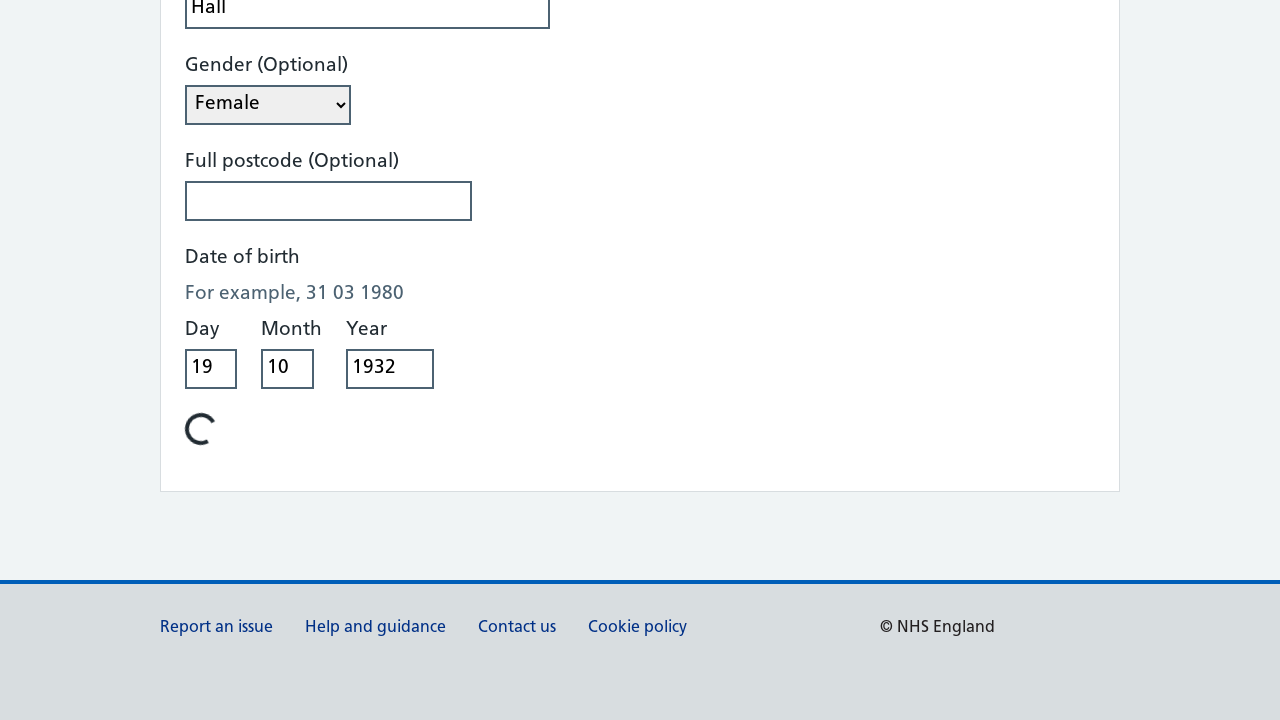 Hall
Gender (Optional)
Female
Full postcode (Optional)
Date of birth
For example, 31 03 1980
Day Month Year
19 10 1932
Report an issue Help and guidance Contact us Cookie policy © NHS England